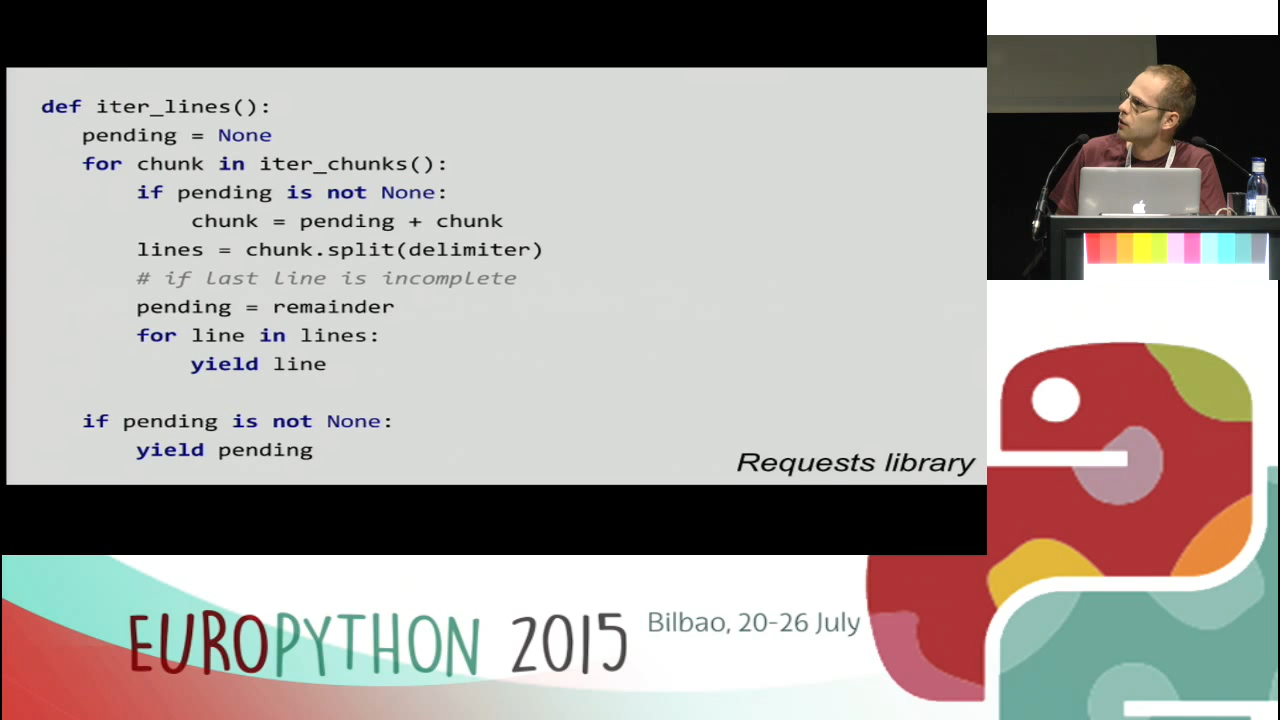 def iter_lines():
    pending = None
    for chunk in iter_chunks():
        if pending is not None:
            chunk = pending + chunk
        lines = chunk.split(delimiter)
        # if last line is incomplete
        pending = remainder
        for line in lines:
            yield line
    if pending is not None:
        yield pending
Requests library
EUROPYTHON 2015
Bilbao, 20-26 July